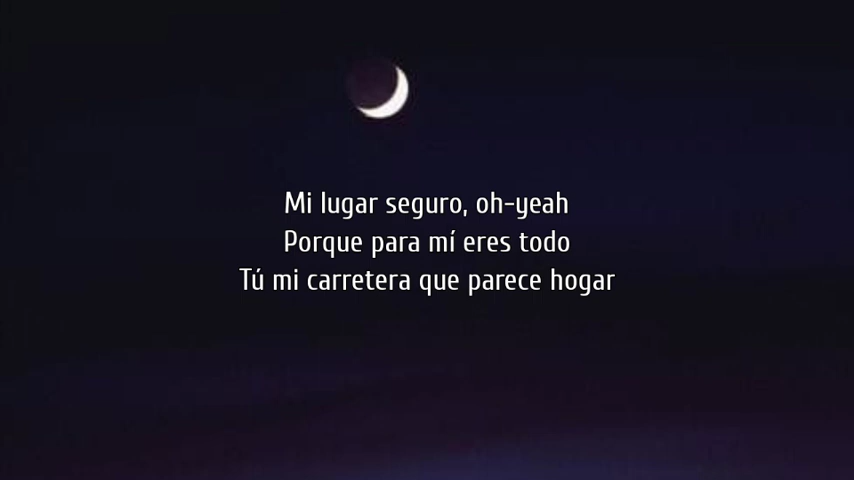 Mi lugar seguro, oh-yeah
Porque para mí eres todo
Tú mi carretera que parece hogar